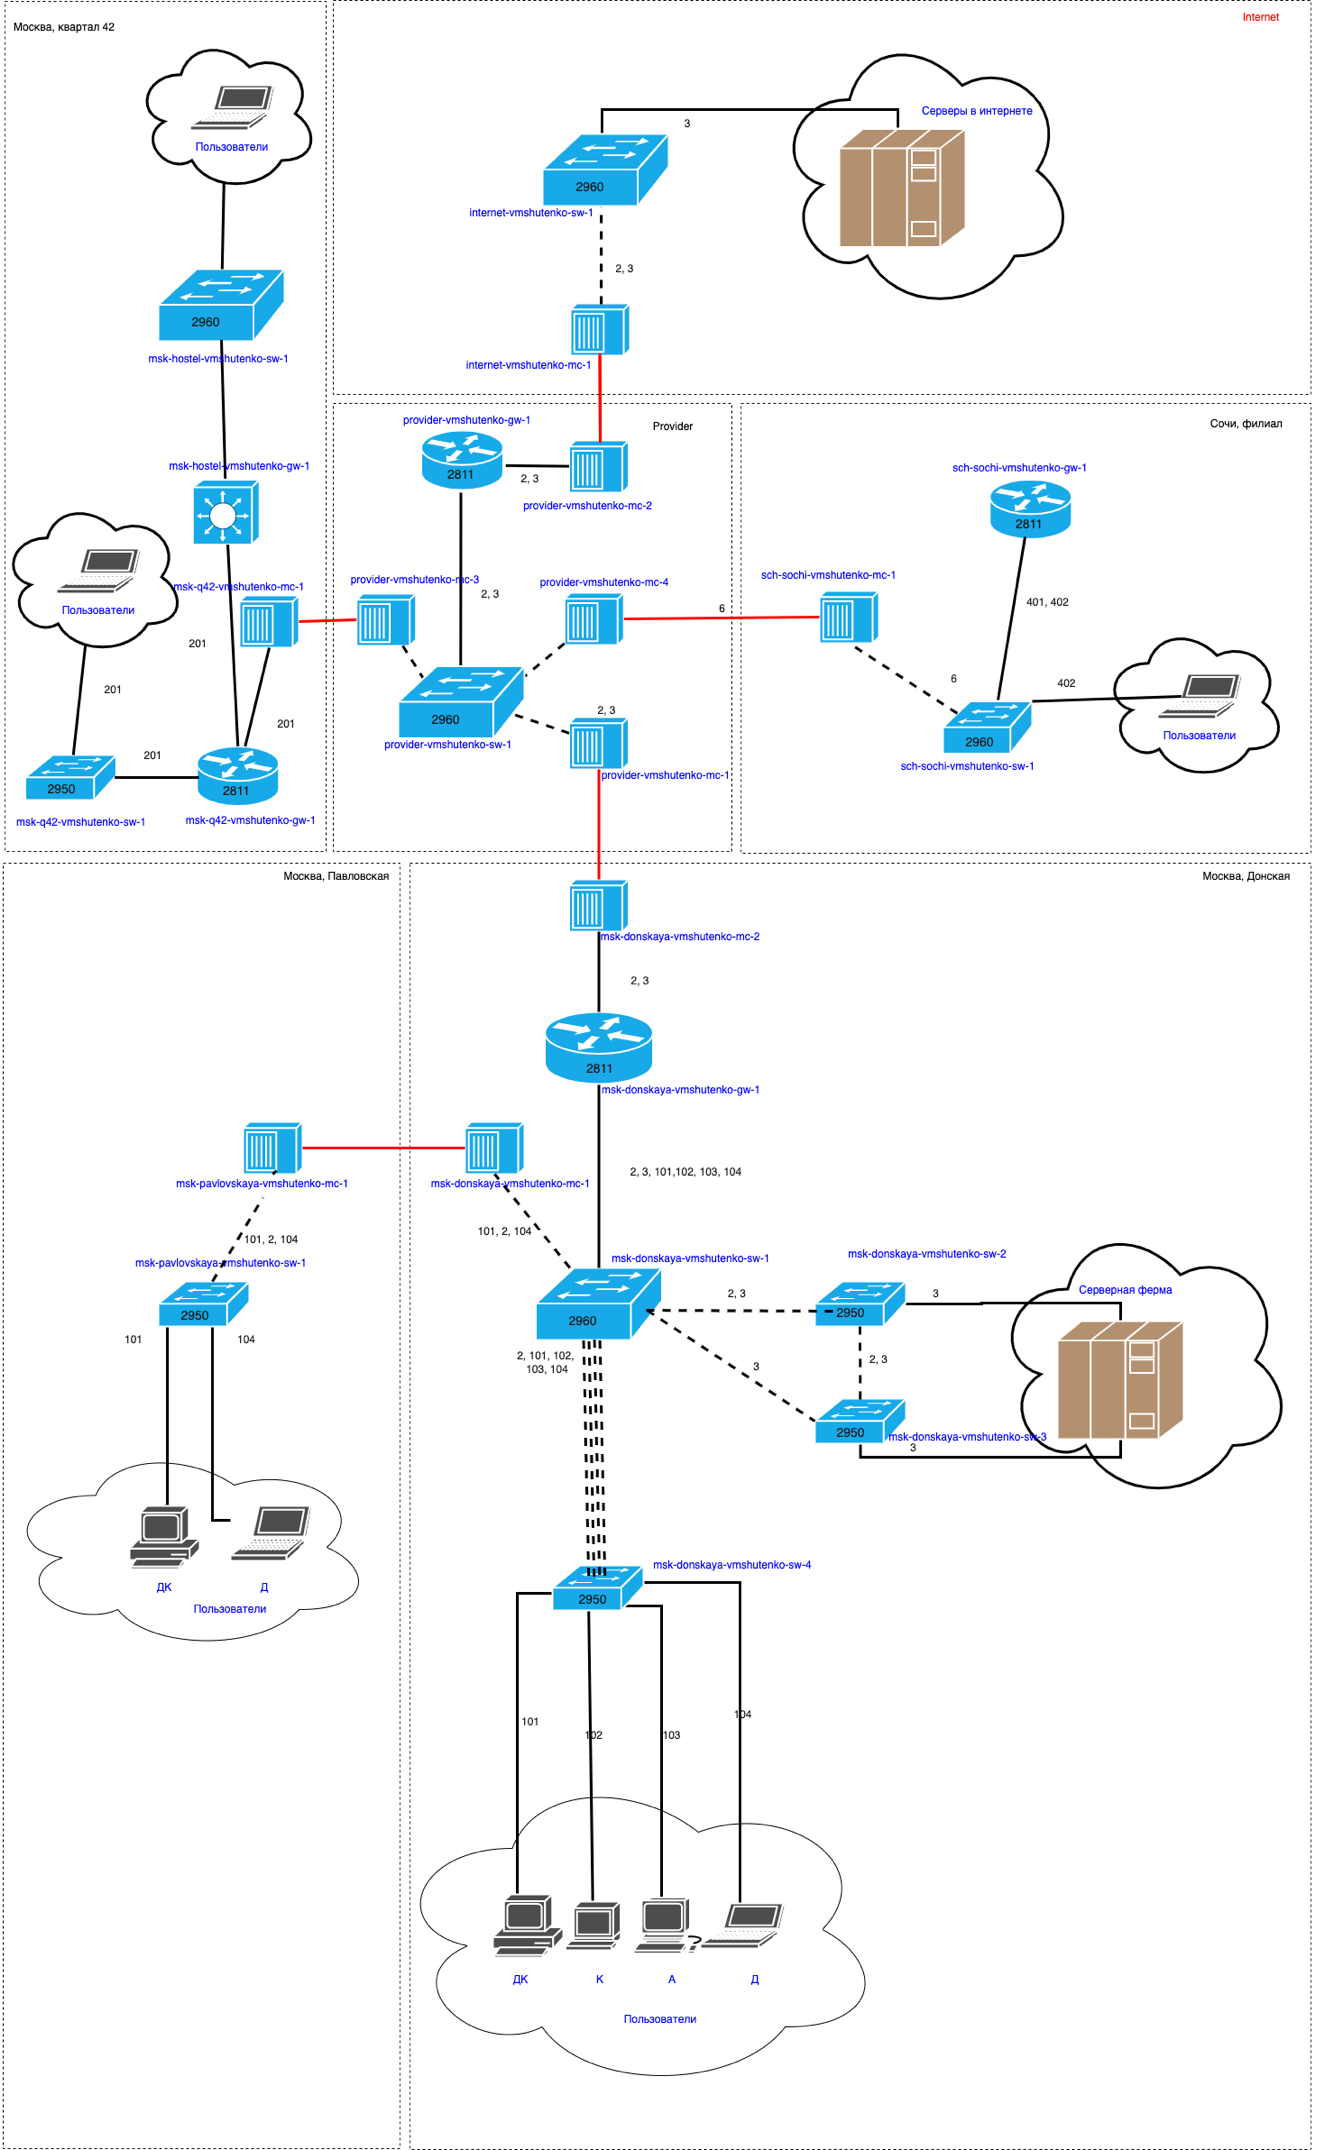 Москва, квартал 42
Пользователи
2960
msk-hostel-vmshutenko-sw-1
msk-hostel-vmshutenko-gw-1
Пользователи
msk-q42-vmshutenko-mc-1
201
201
201
201
2950
2811
msk-q42-vmshutenko-sw-1
msk-q42-vmshutenko-gw-1
Internet
Серверы в интернете
3
2960
internet-vmshutenko-sw-1
2, 3
internet-vmshutenko-mc-1
Provider
provider-vmshutenko-gw-1
2811
2, 3
provider-vmshutenko-mc-2
provider-vmshutenko-mc-3
provider-vmshutenko-mc-4
2, 3
2960
provider-vmshutenko-sw-1
2, 3
provider-vmshutenko-mc-1
6
Сочи, филиал
sch-sochi-vmshutenko-gw-1
2811
sch-sochi-vmshutenko-mc-1
401, 402
6
402
Пользователи
2960
sch-sochi-vmshutenko-sw-1
Москва, Павловская
msk-pavlovskaya-vmshutenko-mc-1
101, 2, 104
msk-pavlovskaya-vmshutenko-sw-1
2950
101
104
ДК
Д
Пользователи
Москва, Донская
msk-donskaya-vmshutenko-mc-2
2, 3
2811
msk-donskaya-vmshutenko-gw-1
2, 3, 101,102, 103, 104
msk-donskaya-vmshutenko-mc-1
101, 2, 104
msk-donskaya-vmshutenko-sw-1
2960
msk-donskaya-vmshutenko-sw-2
2, 3
2950
3
Серверная ферма
2, 101, 102,
103, 104
3
2, 3
2950
msk-donskaya-vmshutenko-sw-3
3
msk-donskaya-vmshutenko-sw-4
2950
101
102
103
104
ДК
К
А
Д
Пользователи